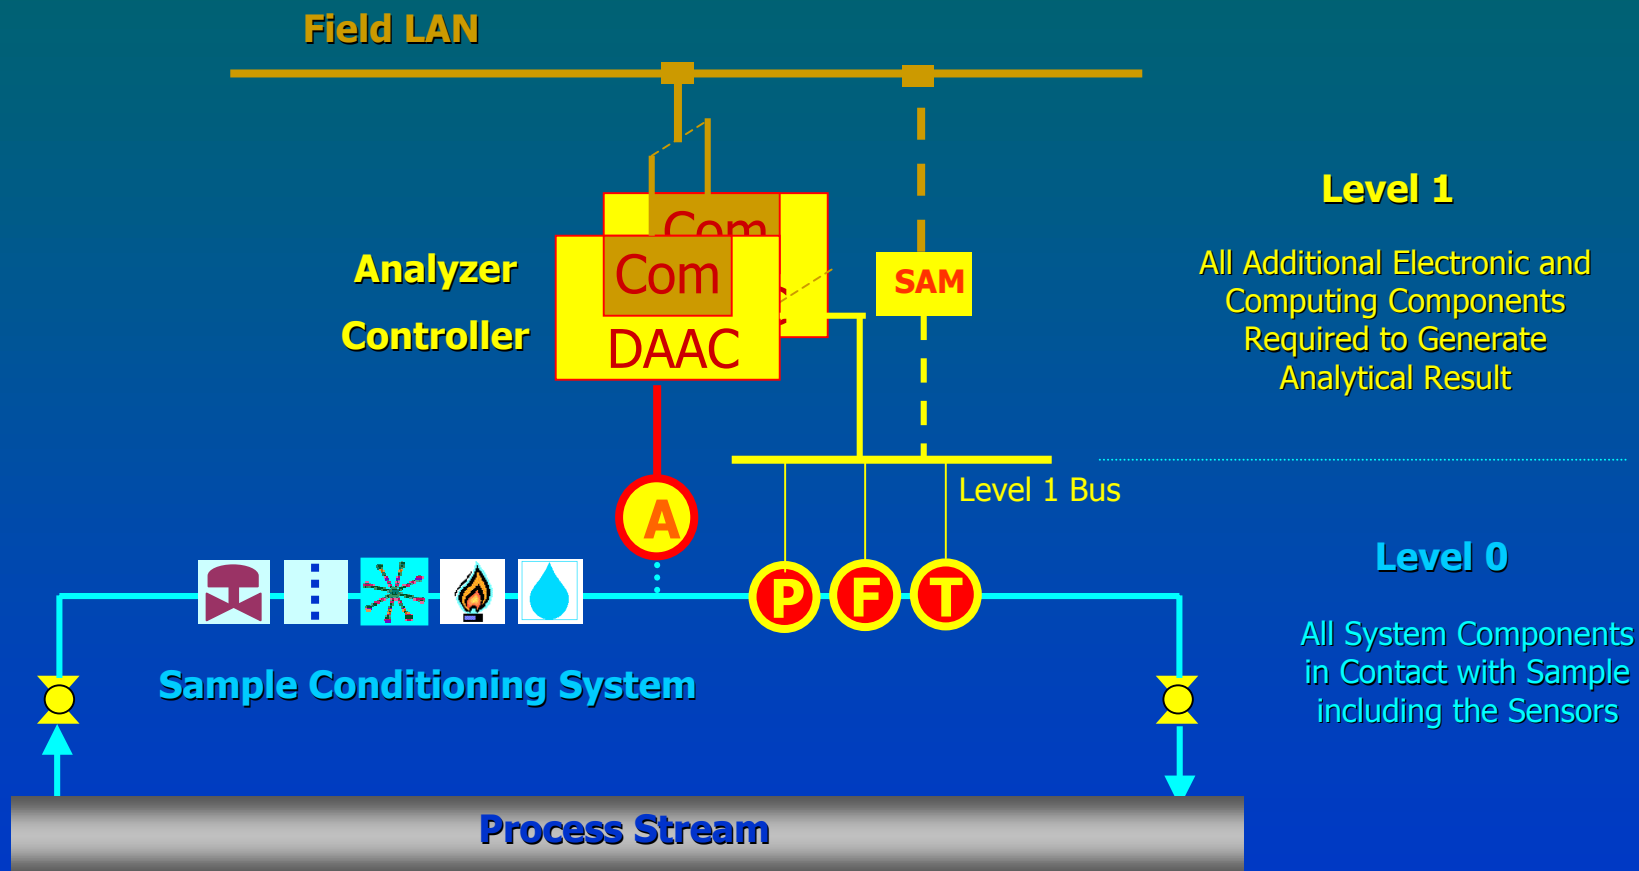 Field LAN
Level 1
Com
Analyzer
Com
SAM
All Additional Electronic and
Computing Components
Required to Generate
Analytical Result
Controller
DAAC
Level 1 Bus
A
Level 0
P F T
All System Components
in Contact with Sample
including the Sensors
Sample Conditioning System
Process Stream